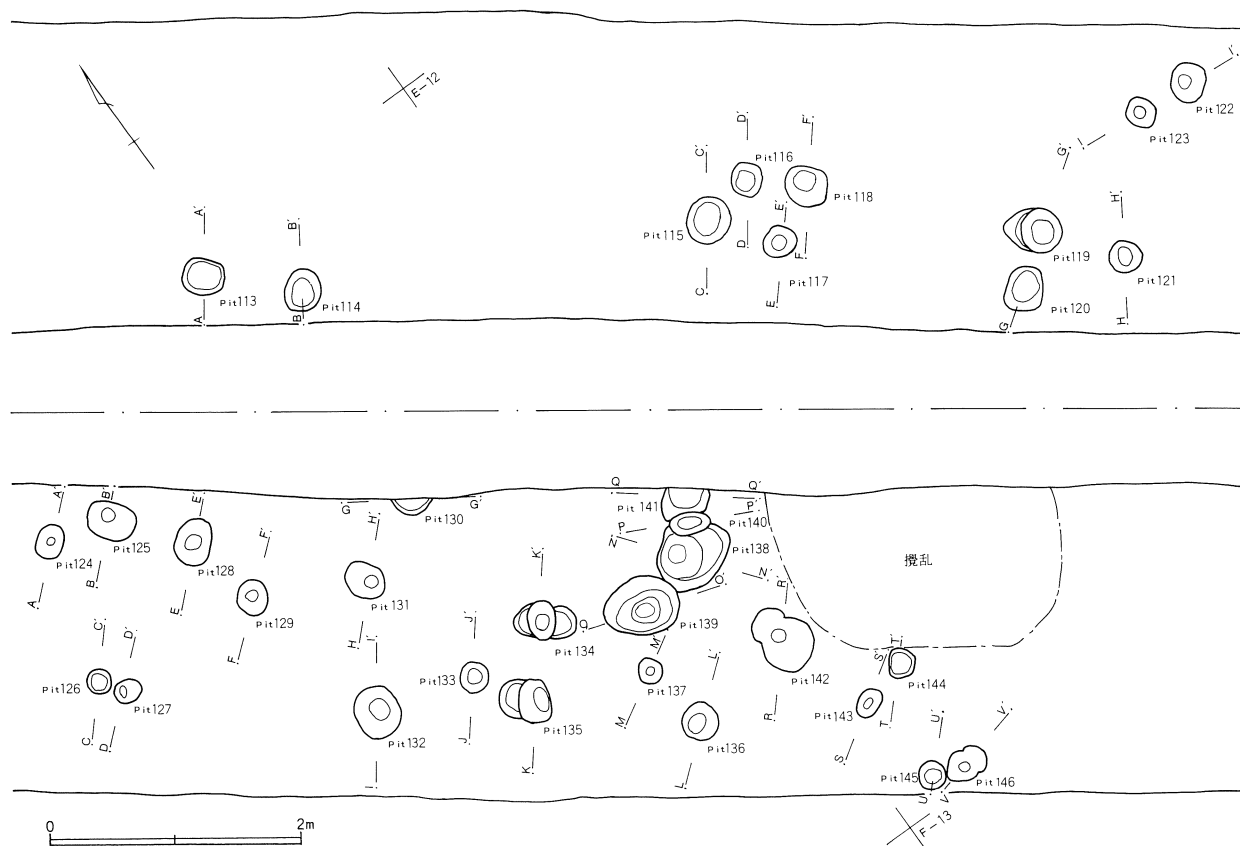 E-12
I'
Pit122
Pit123
I
G'
D'
F'
C'
Pit116
Pit118
E'
Pit115
D
F
Pit117
C
E
A'
B'
Pit113
Pit114
A
B
H'
Pit119
Pit121
Pit120
G
H
A'
B'
E'
G
G'
Pit130
H'
F'
Q
Q'
Pit141
P'
Pit140
P
N
Pit138
N'
O'
Pit124
Pit125
Pit128
Pit129
Pit131
A
B
E
F
H
K'
Pit134
O
Pit139
M'
R'
攪乱
C'
D'
I'
J'
L'
S'
T'
Pit126
Pit127
Pit133
Pit137
Pit142
Pit144
Pit143
Pit132
Pit135
M
Pit136
R
T
U'
V'
C
D
J
K
I
L
S
Pit145
Pit146
U
V
F-13
0
2m